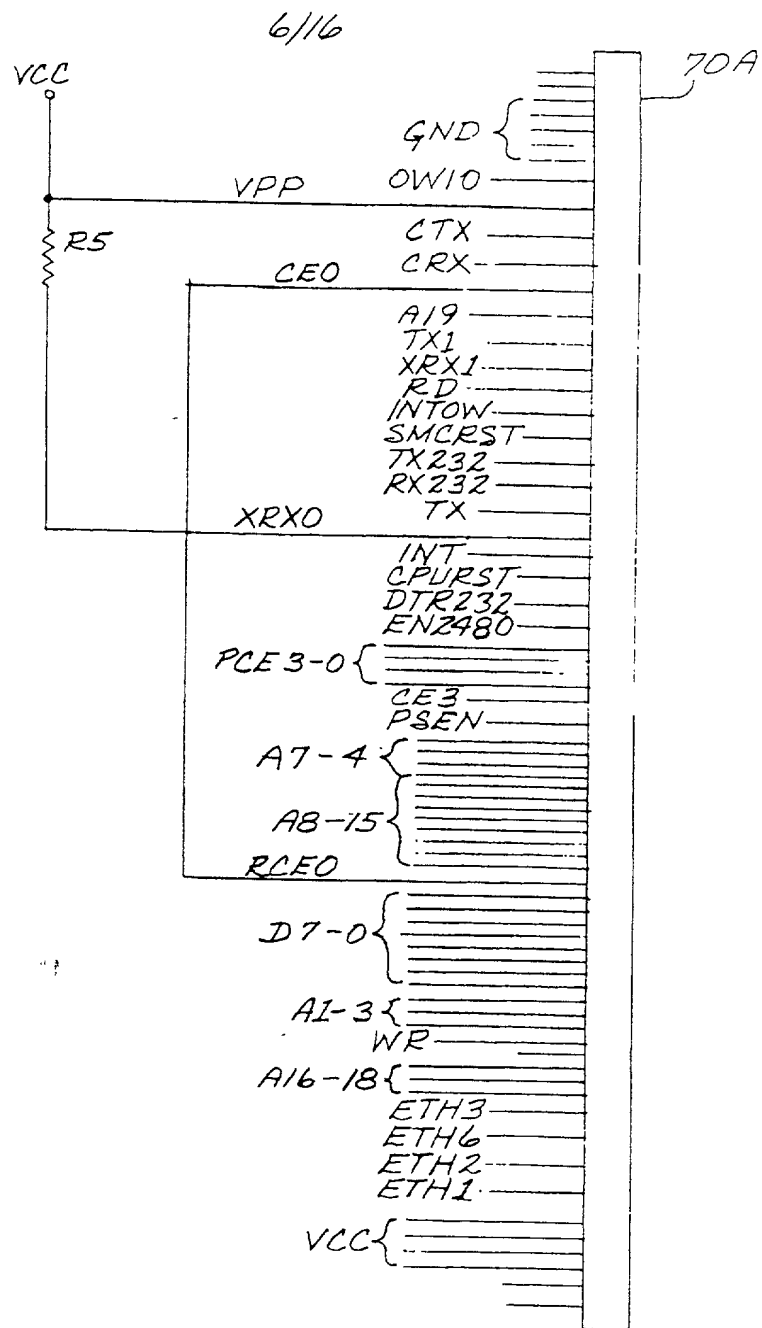 6/16
VCC
70A
GND
OW10
VPP
CTX
R5
CRX
CEO
A19
TX1
XRX1
RD
INTOW
SMCRST
TX232
RX232
TX
XRXO
INT
CPURST
DTR232
EN2480
PCE3-0
CE3
PSEN
A7-4
A8-15
RCEO
D7-0
A1-3
WR
A16-18
ETH3
ETH6
ETH2
ETH1
VCC